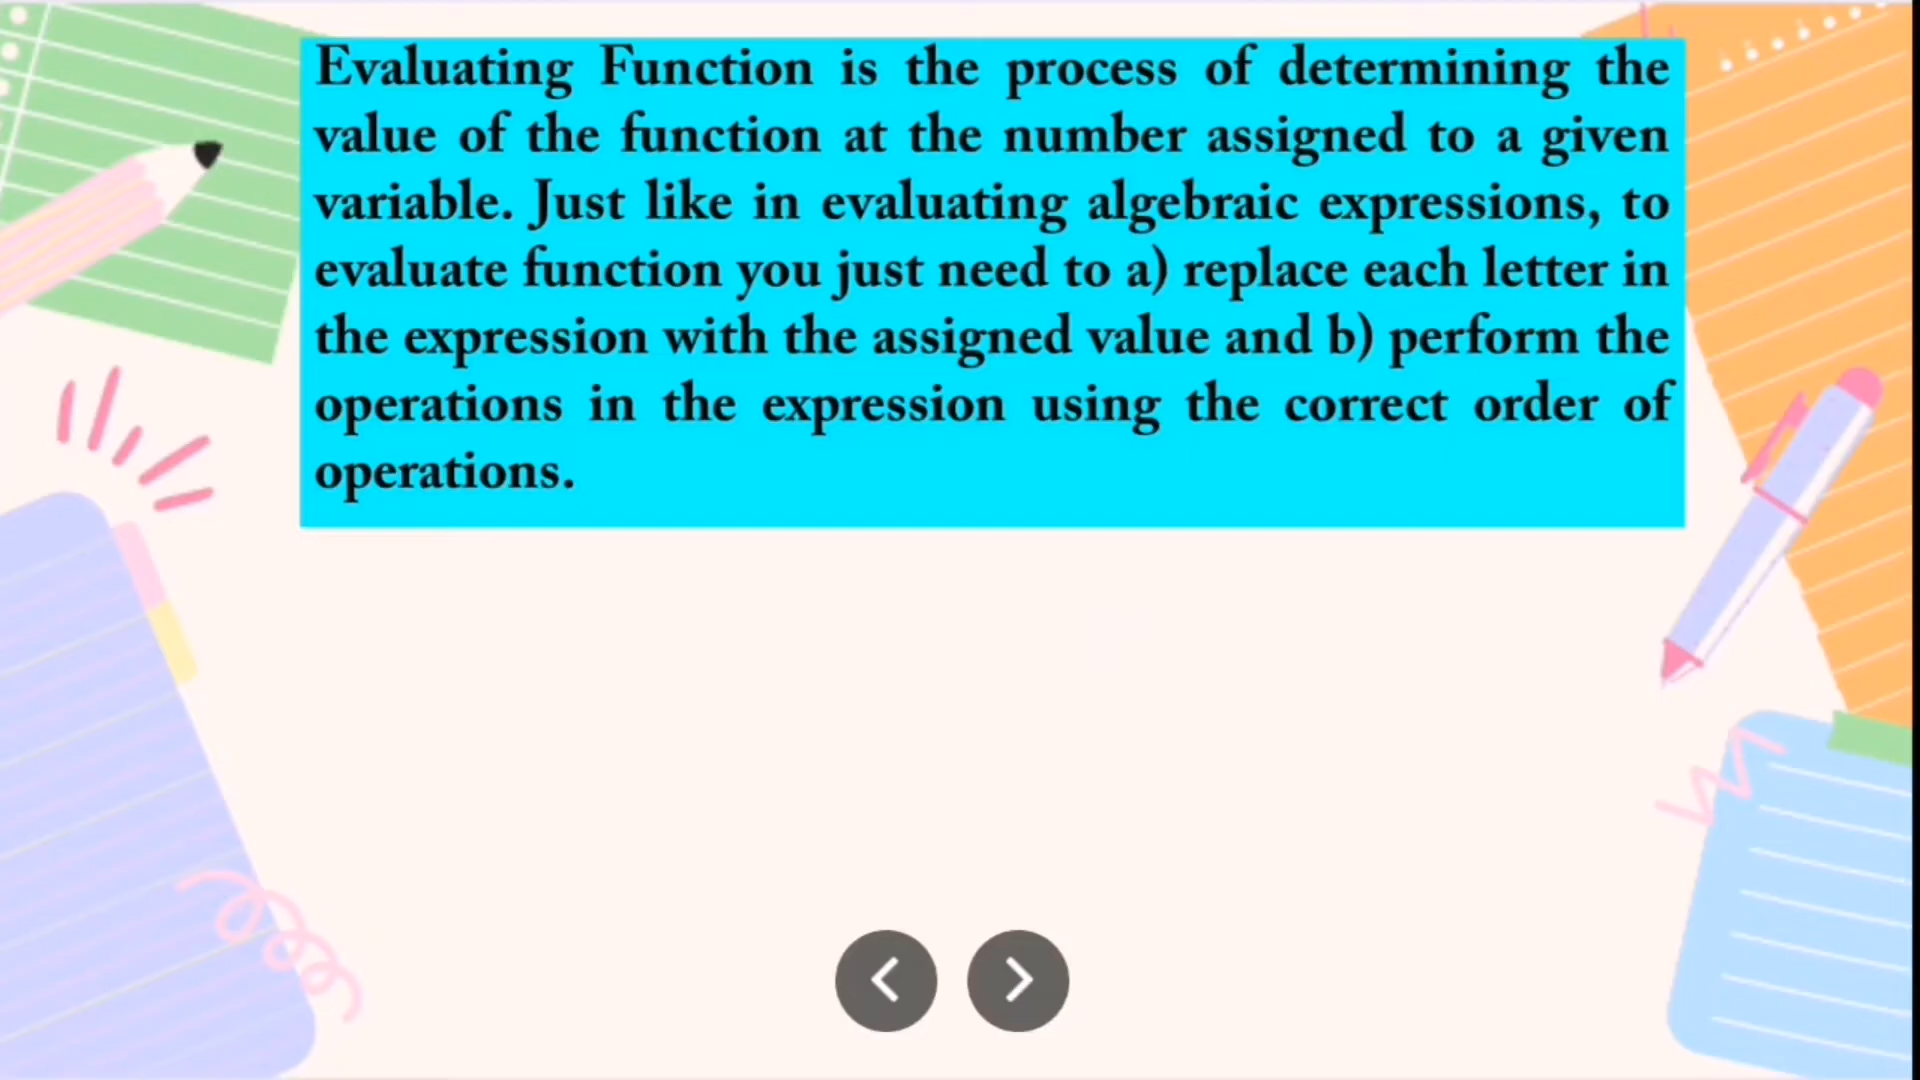 Evaluating Function is the process of determining the
value of the function at the number assigned to a given
variable. Just like in evaluating algebraic expressions, to
evaluate function you just need to a) replace each letter in
the expression with the assigned value and b) perform the
operations in the expression using the correct order of
operations.